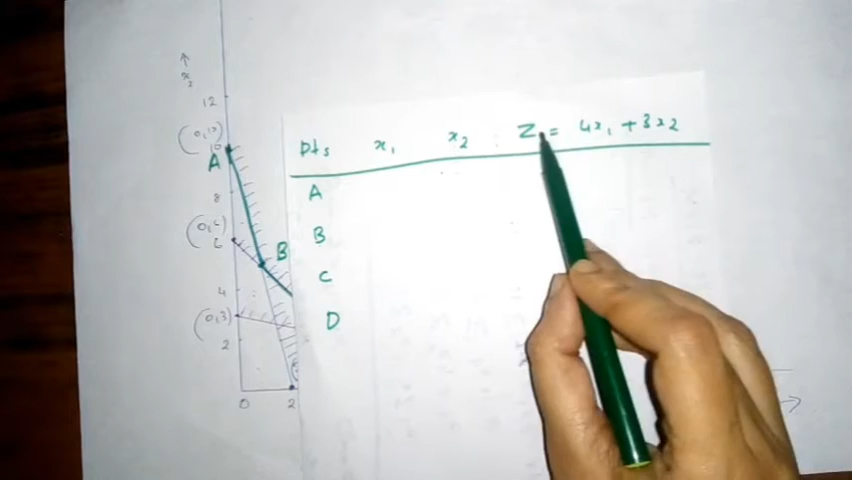 ↑
x₂
12
(0,10)
10
A
8
(0,6)
6
B
4
(0,3)
2
0 2
pts x₁ x₂ Z = 4x₁ + 3x2
A
B
C
D